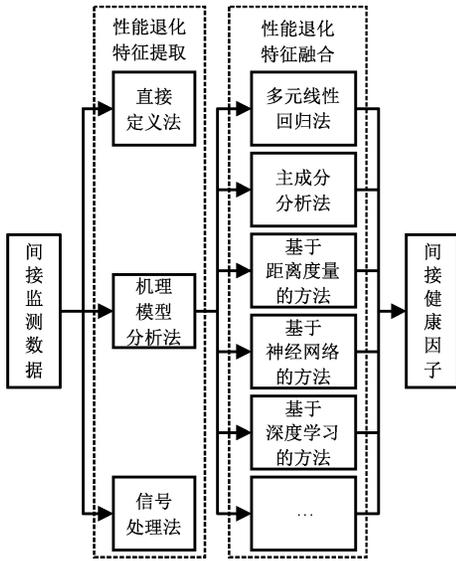 性能退化
特征提取
性能退化
特征融合
直接
定义法
多元线性
回归法
主成分
分析法
间
接
监
测
数
据
机理
模型
分析法
基于
距离度量
的方法
间
接
健
康
因
子
基于
神经网络
的方法
基于
深度学习
的方法
信号
处理法
...